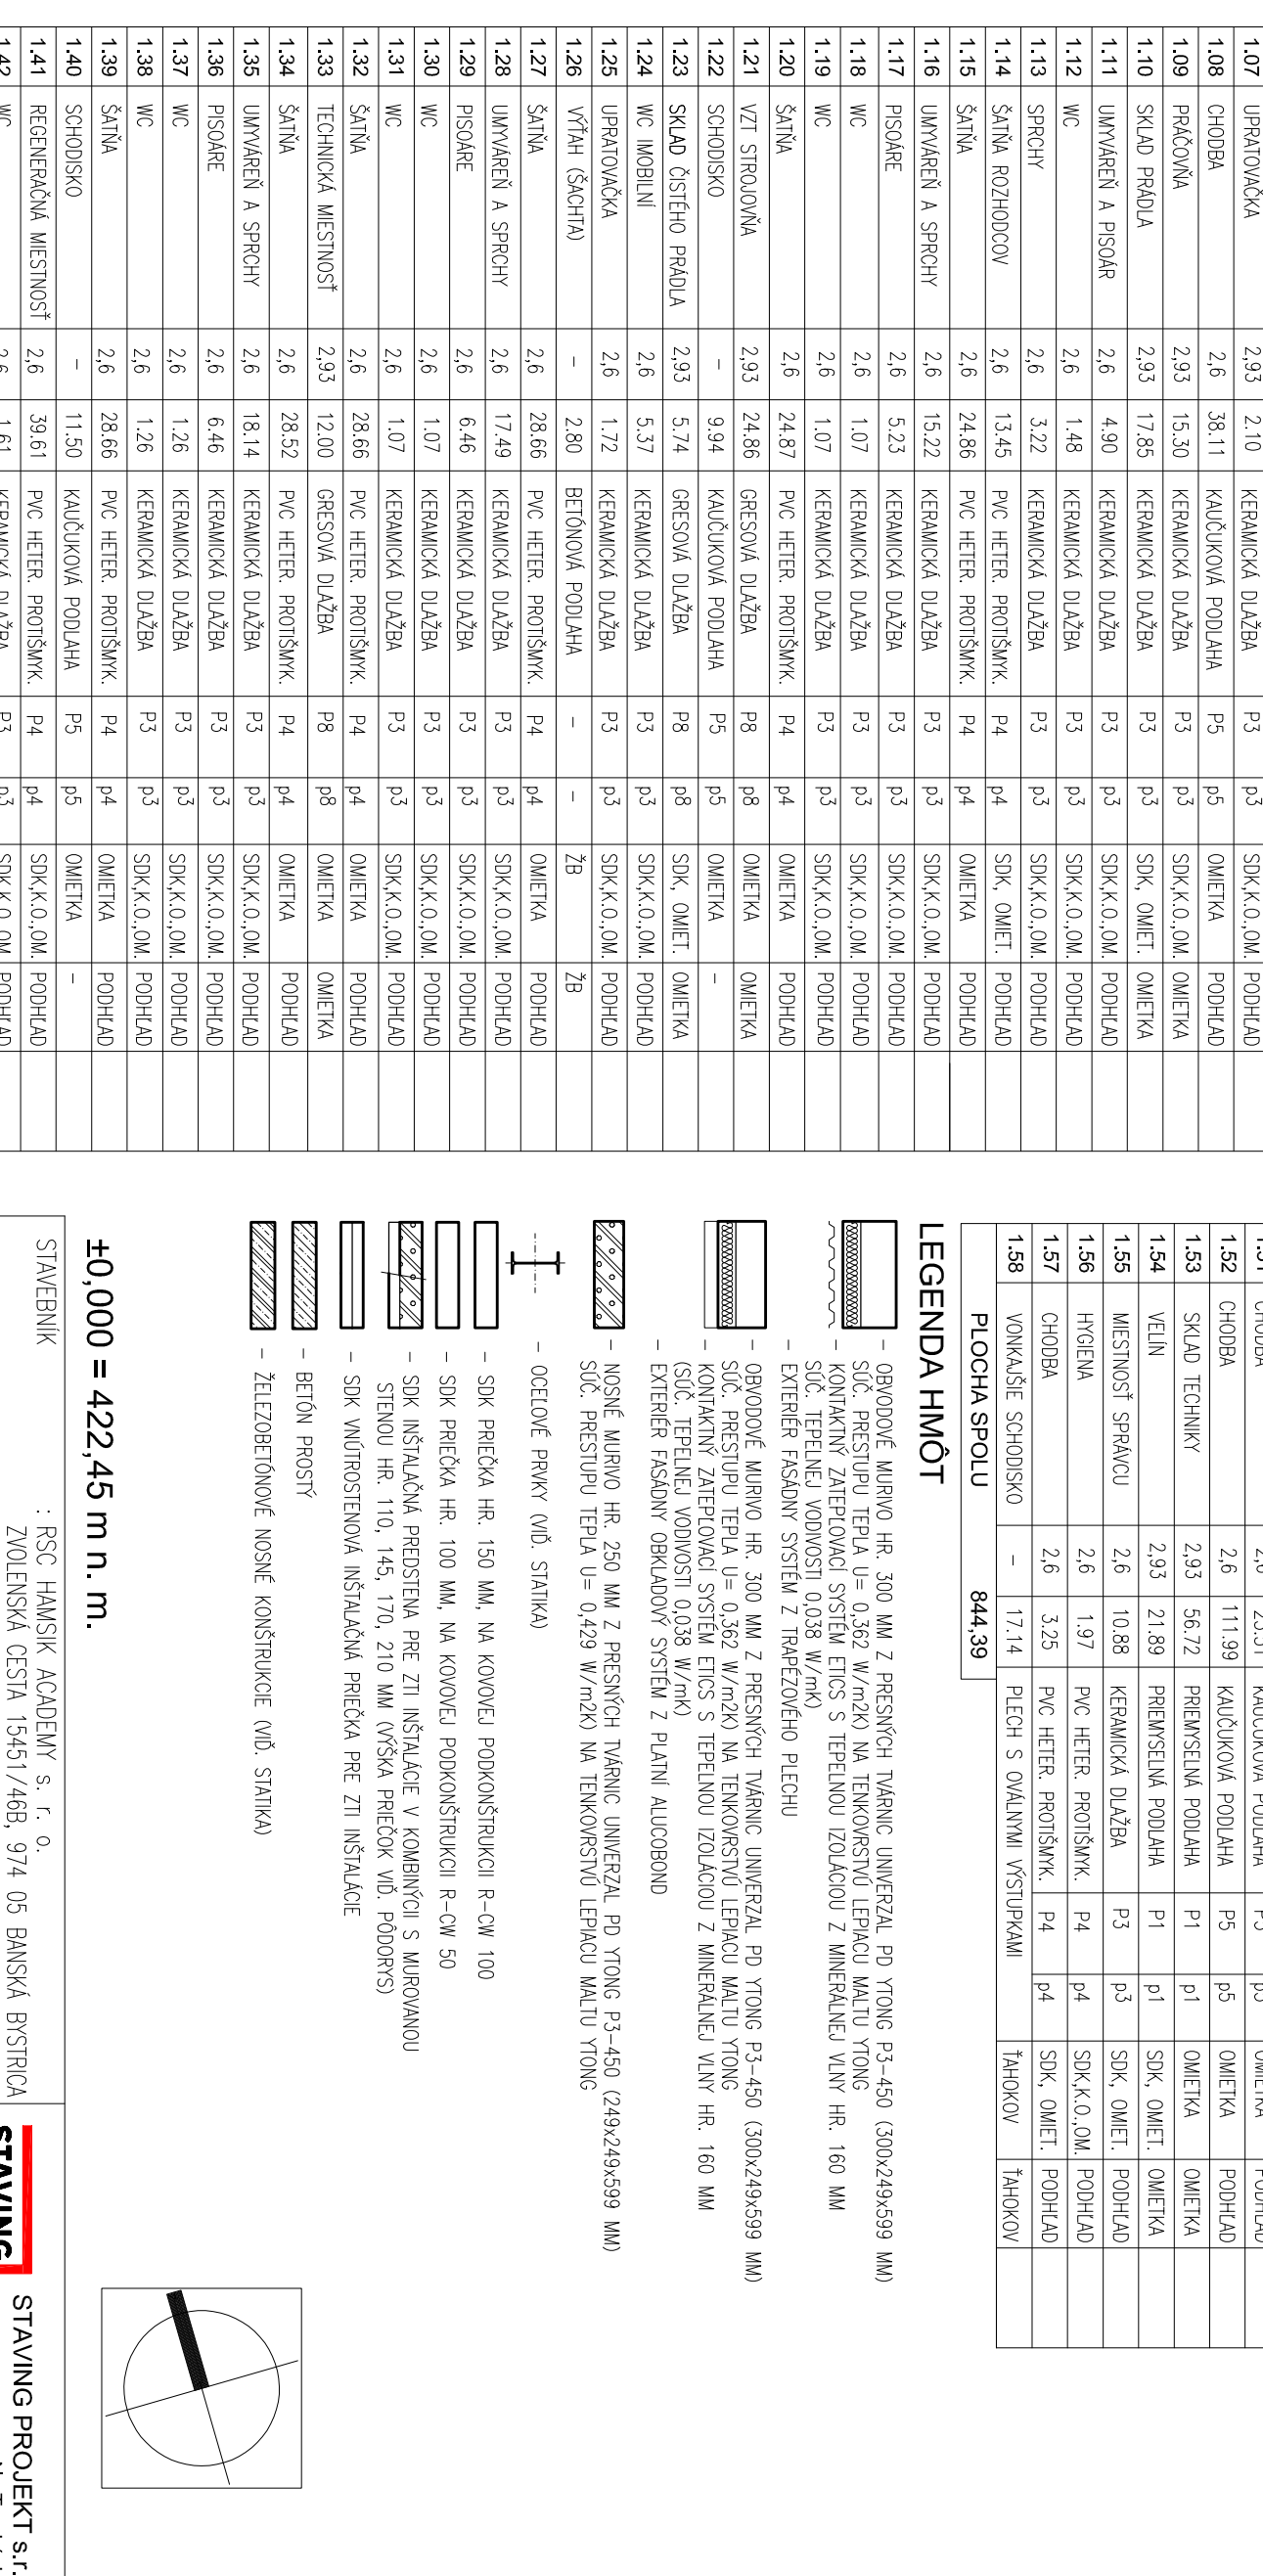 1.07 UPRATOVAČKA 2,93 2.10 KERAMICKÁ DLAŽBA P3 p3 SDK,K.O.,OM. PODHĽAD
1.08 CHODBA 2,6 38.11 KAUČUKOVÁ PODLAHA P5 p5 OMIETKA PODHĽAD
1.09 PRÁČOVŇA 2,93 15.30 KERAMICKÁ DLAŽBA P3 p3 SDK,K.O.,OM. OMIETKA
1.10 SKLAD PRÁDLA 2,93 17.85 KERAMICKÁ DLAŽBA P3 p3 SDK, OMIET. OMIETKA
1.11 UMYVÁREŇ A PISOÁR 2,6 4.90 KERAMICKÁ DLAŽBA P3 p3 SDK,K.O.,OM. PODHĽAD
1.12 WC 2,6 1.48 KERAMICKÁ DLAŽBA P3 p3 SDK,K.O.,OM. PODHĽAD
1.13 SPRCHY 2,6 3.22 KERAMICKÁ DLAŽBA P3 p3 SDK,K.O.,OM. PODHĽAD
1.14 ŠATŇA ROZHODCOV 2,6 13.45 PVC HETER. PROTIŠMYK. P4 p4 SDK, OMIET. PODHĽAD
1.15 ŠATŇA 2,6 24.86 PVC HETER. PROTIŠMYK. P4 p4 OMIETKA PODHĽAD
1.16 UMYVÁREŇ A SPRCHY 2,6 15.22 KERAMICKÁ DLAŽBA P3 p3 SDK,K.O.,OM. PODHĽAD
1.17 PISOÁRE 2,6 5.23 KERAMICKÁ DLAŽBA P3 p3 SDK,K.O.,OM. PODHĽAD
1.18 WC 2,6 1.07 KERAMICKÁ DLAŽBA P3 p3 SDK,K.O.,OM. PODHĽAD
1.19 WC 2,6 1.07 KERAMICKÁ DLAŽBA P3 p3 SDK,K.O.,OM. PODHĽAD
1.20 ŠATŇA 2,6 24.87 PVC HETER. PROTIŠMYK. P4 p4 OMIETKA PODHĽAD
1.21 VZT STROJOVŇA 2,93 24.86 GRESOVÁ DLAŽBA P8 p8 OMIETKA OMIETKA
1.22 SCHODISKO – 9.94 KAUČUKOVÁ PODLAHA P5 p5 OMIETKA –
1.23 SKLAD ČISTÉHO PRÁDLA 2,93 5.74 GRESOVÁ DLAŽBA P8 p8 SDK, OMIET. OMIETKA
1.24 WC IMOBILNÍ 2,6 5.37 KERAMICKÁ DLAŽBA P3 p3 SDK,K.O.,OM. PODHĽAD
1.25 UPRATOVAČKA 2,6 1.72 KERAMICKÁ DLAŽBA P3 p3 SDK,K.O.,OM. PODHĽAD
1.26 VÝŤAH (ŠACHTA) – 2.80 BETÓNOVÁ PODLAHA – – ŽB ŽB
1.27 ŠATŇA 2,6 28.66 PVC HETER. PROTIŠMYK. P4 p4 OMIETKA PODHĽAD
1.28 UMYVÁREŇ A SPRCHY 2,6 17.49 KERAMICKÁ DLAŽBA P3 p3 SDK,K.O.,OM. PODHĽAD
1.29 PISOÁRE 2,6 6.46 KERAMICKÁ DLAŽBA P3 p3 SDK,K.O.,OM. PODHĽAD
1.30 WC 2,6 1.07 KERAMICKÁ DLAŽBA P3 p3 SDK,K.O.,OM. PODHĽAD
1.31 WC 2,6 1.07 KERAMICKÁ DLAŽBA P3 p3 SDK,K.O.,OM. PODHĽAD
1.32 ŠATŇA 2,6 28.66 PVC HETER. PROTIŠMYK. P4 p4 OMIETKA PODHĽAD
1.33 TECHNICKÁ MIESTNOSŤ 2,93 12.00 GRESOVÁ DLAŽBA P8 p8 OMIETKA OMIETKA
1.34 ŠATŇA 2,6 28.52 PVC HETER. PROTIŠMYK. P4 p4 OMIETKA PODHĽAD
1.35 UMYVÁREŇ A SPRCHY 2,6 18.14 KERAMICKÁ DLAŽBA P3 p3 SDK,K.O.,OM. PODHĽAD
1.36 PISOÁRE 2,6 6.46 KERAMICKÁ DLAŽBA P3 p3 SDK,K.O.,OM. PODHĽAD
1.37 WC 2,6 1.26 KERAMICKÁ DLAŽBA P3 p3 SDK,K.O.,OM. PODHĽAD
1.38 WC 2,6 1.26 KERAMICKÁ DLAŽBA P3 p3 SDK,K.O.,OM. PODHĽAD
1.39 ŠATŇA 2,6 28.66 PVC HETER. PROTIŠMYK. P4 p4 OMIETKA PODHĽAD
1.40 SCHODISKO – 11.50 KAUČUKOVÁ PODLAHA P5 p5 OMIETKA –
1.41 REGENERAČNÁ MIESTNOSŤ 2,6 39.61 PVC HETER. PROTIŠMYK. P4 p4 SDK,K.O.,OM. PODHĽAD
1.42 WC 2,6 1.61 KERAMICKÁ DLAŽBA P3 p3 SDK,K.O.,OM. PODHĽAD
1.51 CHODBA 2,6 KAUČUKOVÁ PODLAHA P5 p5 OMIETKA PODHĽAD
1.52 CHODBA 2,6 111.99 KAUČUKOVÁ PODLAHA P5 p5 OMIETKA PODHĽAD
1.53 SKLAD TECHNIKY 2,93 56.72 PRIEMYSELNÁ PODLAHA P1 p1 OMIETKA OMIETKA
1.54 VELÍN 2,93 21.89 PRIEMYSELNÁ PODLAHA P1 p1 SDK, OMIET. OMIETKA
1.55 MIESTNOSŤ SPRÁVCU 2,6 10.88 KERAMICKÁ DLAŽBA P3 p3 SDK, OMIET. PODHĽAD
1.56 HYGIENA 2,6 1.97 PVC HETER. PROTIŠMYK. P4 p4 SDK,K.O.,OM. PODHĽAD
1.57 CHODBA 2,6 3.25 PVC HETER. PROTIŠMYK. P4 p4 SDK, OMIET. PODHĽAD
1.58 VONKAJŠIE SCHODISKO – 17.14 PLECH S OVÁLNYMI VÝSTUPKAMI ŤAHOKOV ŤAHOKOV
PLOCHA SPOLU 844,39
LEGENDA HMÔT
– OBVODOVÉ MURIVO HR. 300 MM Z PRESNÝCH TVÁRNIC UNIVERZAL PD YTONG P3-450 (300x249x599 MM)
SÚČ. PRESTUPU TEPLA U= 0,362 W/m2K) NA TENKOVRSTVÚ LEPIACU MALTU YTONG
– KONTAKTNÝ ZATEPĽOVACÍ SYSTÉM ETICS S TEPELNOU IZOLÁCIOU Z MINERÁLNEJ VLNY HR. 160 MM
SÚČ. TEPELNEJ VODIVOSTI 0,038 W/mK)
– EXTERIÉR FASÁDNY SYSTÉM Z TRAPÉZOVÉHO PLECHU
– OBVODOVÉ MURIVO HR. 300 MM Z PRESNÝCH TVÁRNIC UNIVERZAL PD YTONG P3-450 (300x249x599 MM)
SÚČ. PRESTUPU TEPLA U= 0,362 W/m2K) NA TENKOVRSTVÚ LEPIACU MALTU YTONG
– KONTAKTNÝ ZATEPĽOVACÍ SYSTÉM ETICS S TEPELNOU IZOLÁCIOU Z MINERÁLNEJ VLNY HR. 160 MM
(SÚČ. TEPELNEJ VODIVOSTI 0,038 W/mK)
– EXTERIÉR FASÁDNY OBKLADOVÝ SYSTÉM Z PLATNÍ ALUCOBOND
– NOSNÉ MURIVO HR. 250 MM Z PRESNÝCH TVÁRNIC UNIVERZAL PD YTONG P3-450 (249x249x599 MM)
SÚČ. PRESTUPU TEPLA U= 0,429 W/m2K) NA TENKOVRSTVÚ LEPIACU MALTU YTONG
– OCEĽOVÉ PRVKY (VIĎ. STATIKA)
– SDK PRIEČKA HR. 150 MM, NA KOVOVEJ PODKONŠTRUKCII R-CW 100
– SDK PRIEČKA HR. 100 MM, NA KOVOVEJ PODKONŠTRUKCII R-CW 50
– SDK INŠTALAČNÁ PREDSTENA PRE ZTI INŠTALÁCIE V KOMBINÝCII S MUROVANOU
STENOU HR. 110, 145, 170, 210 MM (VÝŠKA PRIEČOK VIĎ. PÔDORYS)
– SDK VNÚTROSTENOVÁ INŠTALAČNÁ PRIEČKA PRE ZTI INŠTALÁCIE
– BETÓN PROSTÝ
– ŽELEZOBETÓNOVÉ NOSNÉ KONŠTRUKCIE (VIĎ. STATIKA)
±0,000 = 422,45 m n. m.
STAVEBNÍK : RSC HAMSIK ACADEMY s. r. o.
ZVOLENSKÁ CESTA 1545 1/46B, 974 05 BANSKÁ BYSTRICA
STAVING
STAVING PROJEKT s.r.